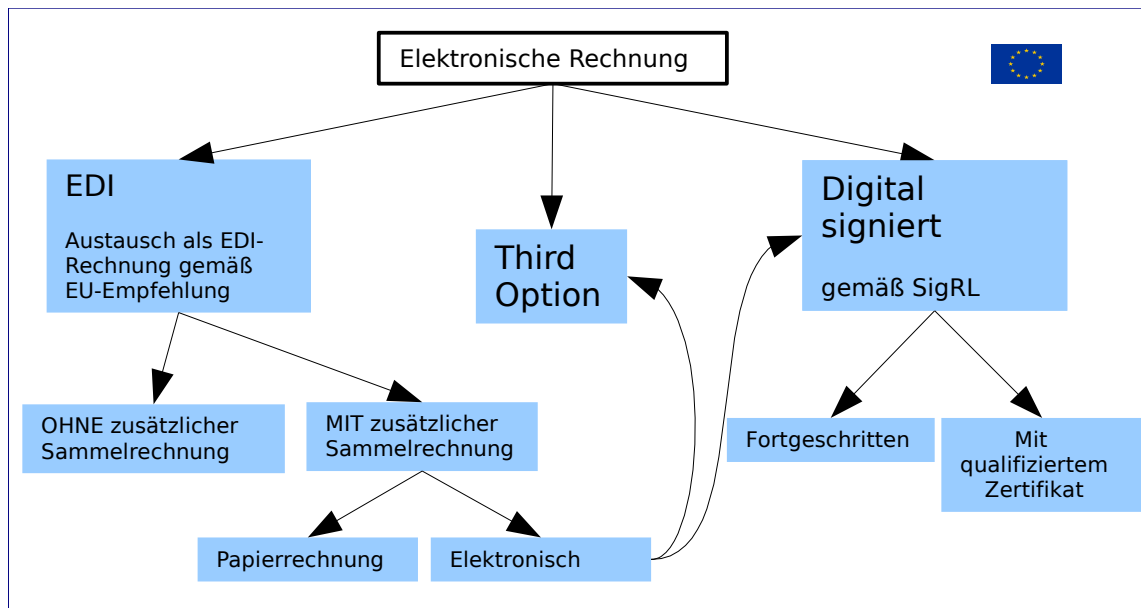 Elektronische Rechnung
EDI
Austausch als EDI-
Rechnung gemäß
EU-Empfehlung
Third
Option
Digital
signiert
gemäß SigRL
OHNE zusätzlicher
Sammelrechnung
MIT zusätzlicher
Sammelrechnung
Fortgeschritten
Mit
qualifiziertem
Zertifikat
Papierrechnung
Elektronisch